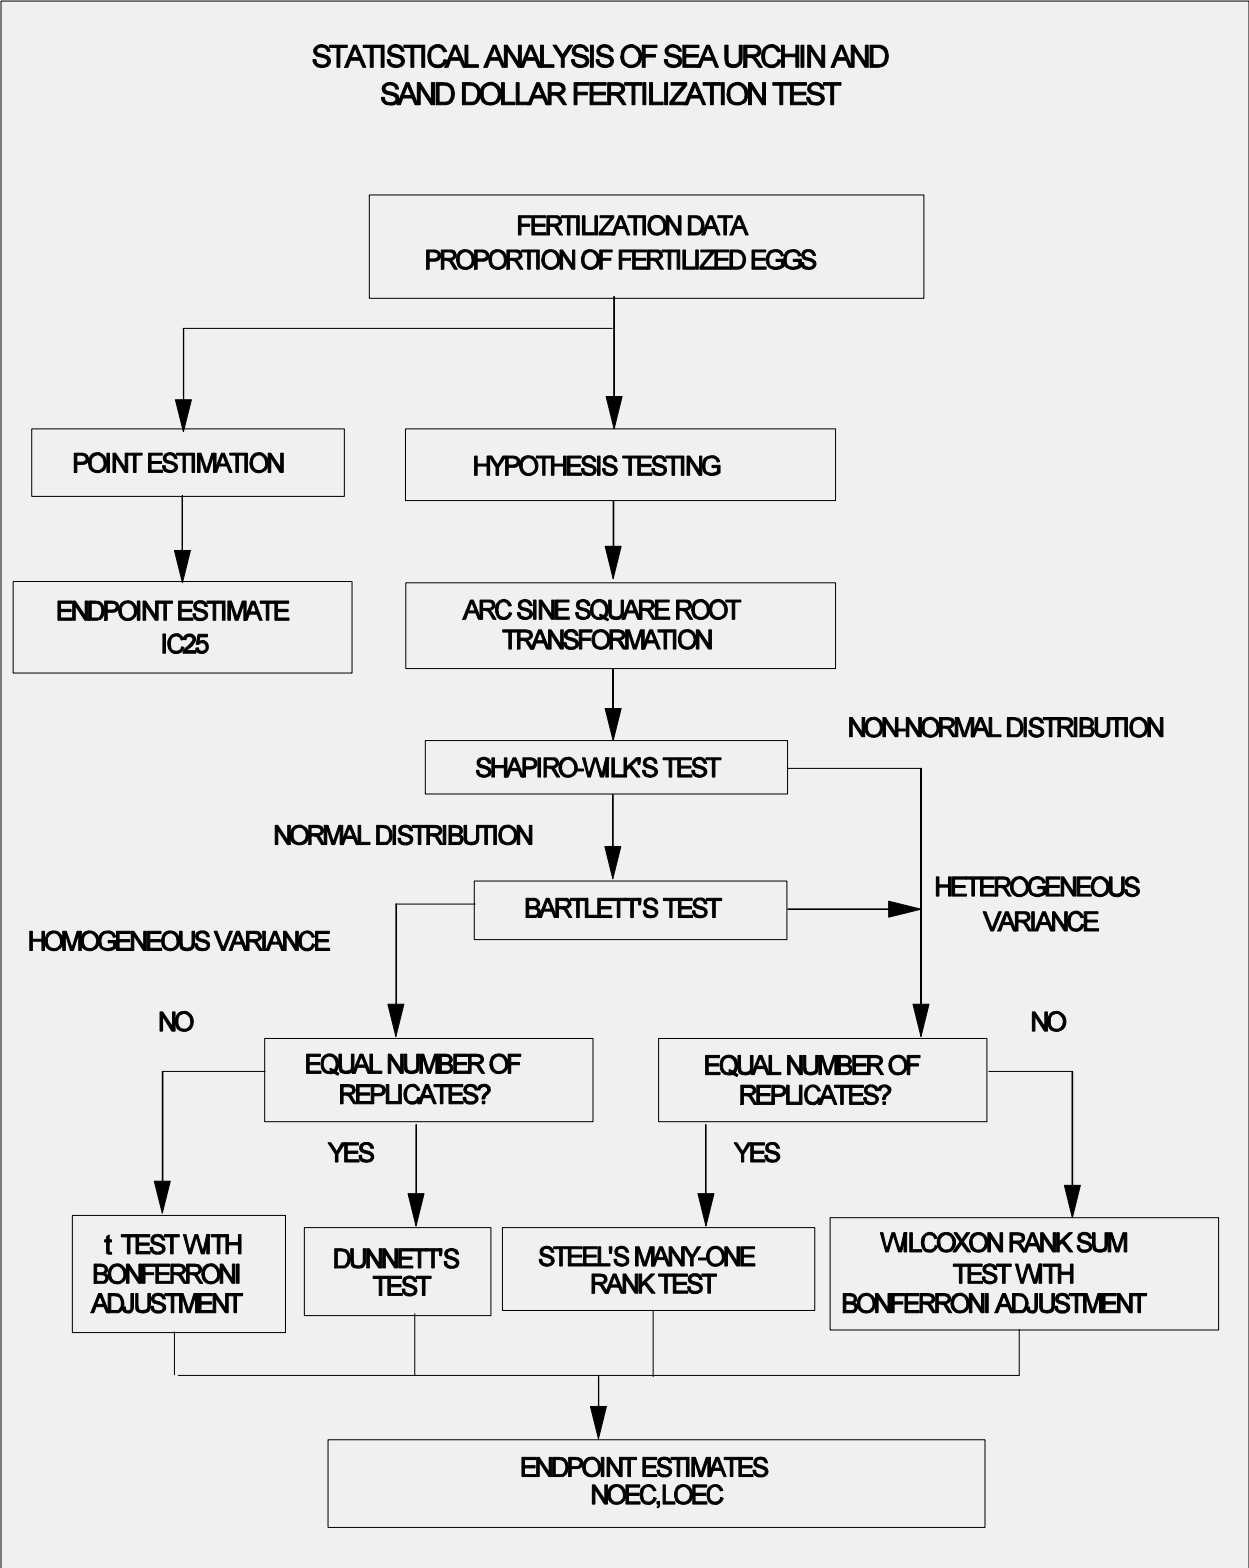 STATISTICAL ANALYSIS OF SEA URCHIN AND
SAND DOLLAR FERTILIZATION TEST
FERTILIZATION DATA
PROPORTION OF FERTILIZED EGGS
POINT ESTIMATION
HYPOTHESIS TESTING
ENDPOINT ESTIMATE
IC25
ARC SINE SQUARE ROOT
TRANSFORMATION
NON-NORMAL DISTRIBUTION
SHAPIRO-WILK'S TEST
NORMAL DISTRIBUTION
HETEROGENEOUS
VARIANCE
BARTLETT'S TEST
HOMOGENEOUS VARIANCE
NO
NO
EQUAL NUMBER OF
REPLICATES?
EQUAL NUMBER OF
REPLICATES?
YES
YES
t TEST WITH
BONFERRONI
ADJUSTMENT
DUNNETT'S
TEST
STEEL'S MANY-ONE
RANK TEST
WILCOXON RANK SUM
TEST WITH
BONFERRONI ADJUSTMENT
ENDPOINT ESTIMATES
NOEC,LOEC